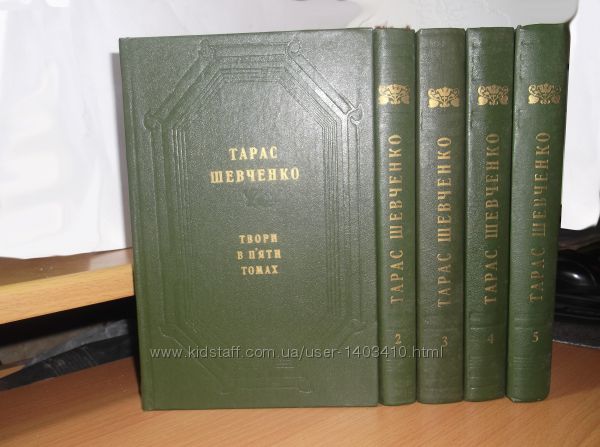 ТАРАС
ШЕВЧЕНКО
ТВОРИ
В П'ЯТИ
ТОМАХ
ТАРАС ШЕВЧЕНКО
2
ТАРАС ШЕВЧЕНКО
3
ТАРАС ШЕВЧЕНКО
4
ТАРАС ШЕВЧЕНКО
5
www.kidstaff.com.ua/user-1403410.html